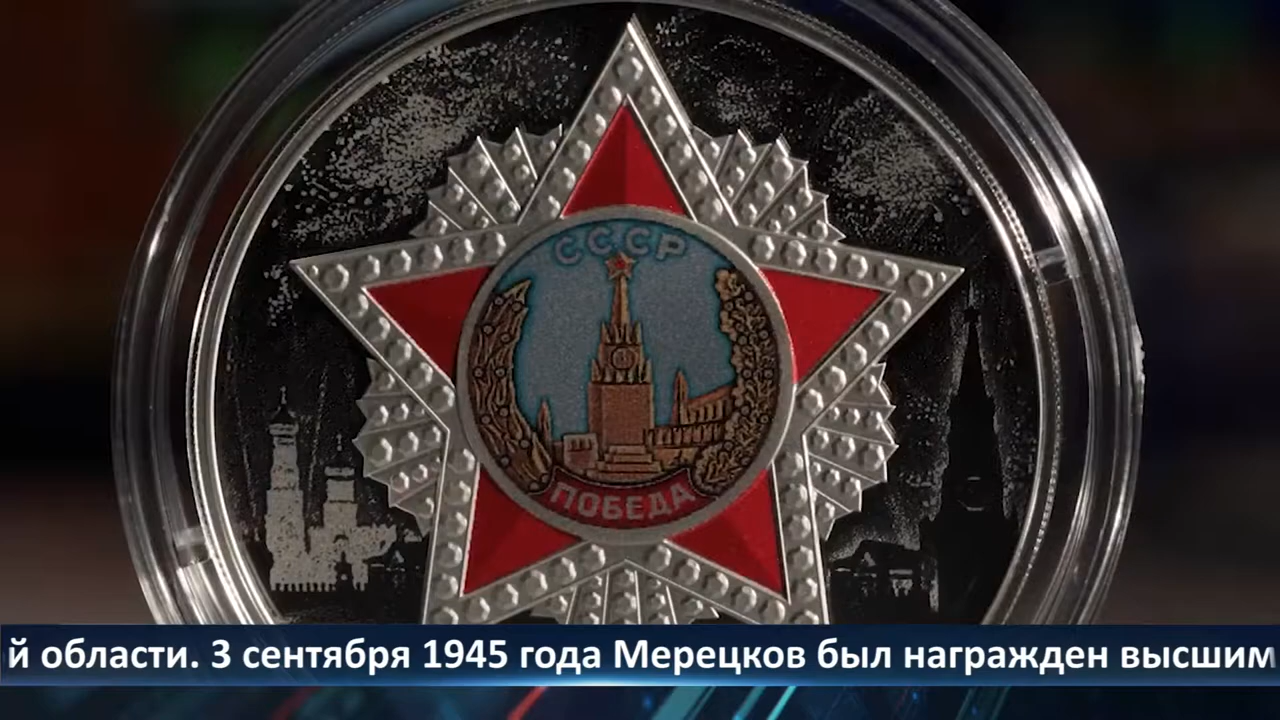 СССР
ПОБЕДА
й области. 3 сентября 1945 года Мерецков был награжден высшим